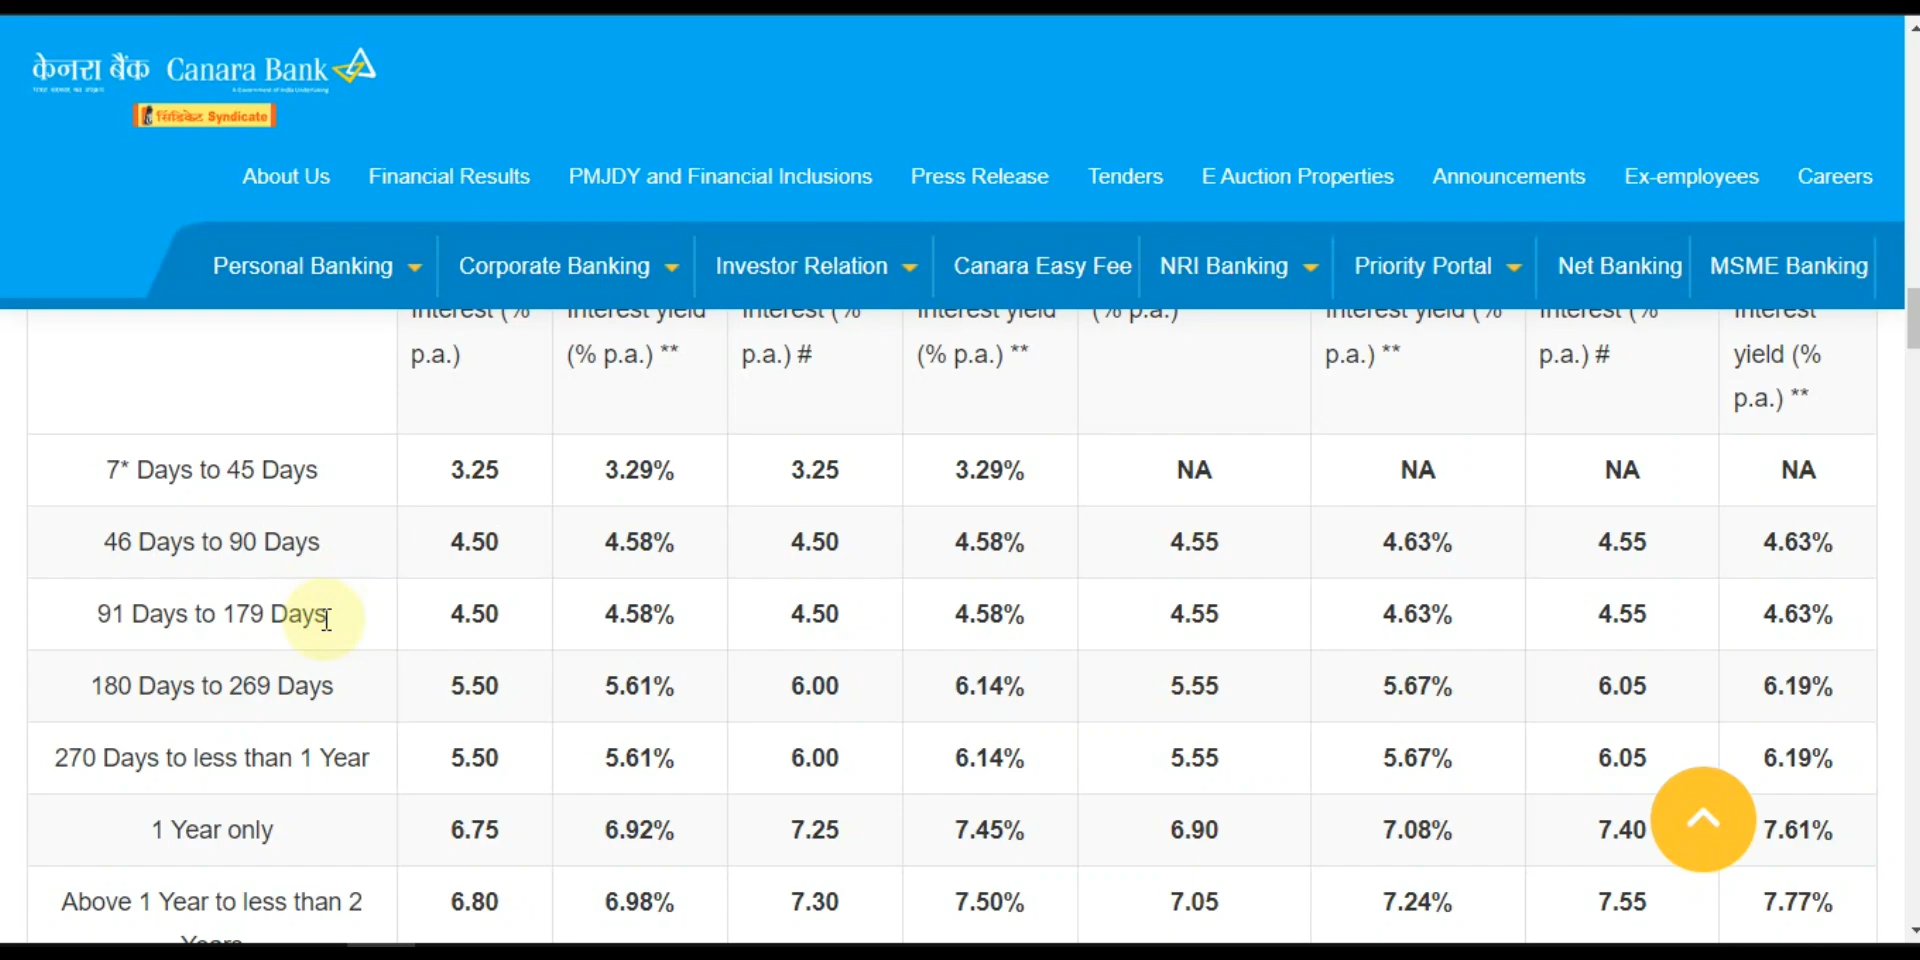 केनरा बैंक Canara Bank
सिंडिकेट Syndicate
About Us Financial Results PMJDY and Financial Inclusions Press Release Tenders E Auction Properties Announcements Ex-employees Careers
Personal Banking Corporate Banking Investor Relation Canara Easy Fee NRI Banking Priority Portal Net Banking MSME Banking
Interest (% Interest yield Interest (% Interest yield (% p.a.) Interest yield (% Interest (% Interest
p.a.) (% p.a.) ** p.a.) # (% p.a.) ** p.a.) ** p.a.) # yield (%
p.a.) **
7* Days to 45 Days 3.25 3.29% 3.25 3.29% NA NA NA NA
46 Days to 90 Days 4.50 4.58% 4.50 4.58% 4.55 4.63% 4.55 4.63%
91 Days to 179 Days 4.50 4.58% 4.50 4.58% 4.55 4.63% 4.55 4.63%
180 Days to 269 Days 5.50 5.61% 6.00 6.14% 5.55 5.67% 6.05 6.19%
270 Days to less than 1 Year 5.50 5.61% 6.00 6.14% 5.55 5.67% 6.05 6.19%
1 Year only 6.75 6.92% 7.25 7.45% 6.90 7.08% 7.40 7.61%
Above 1 Year to less than 2 6.80 6.98% 7.30 7.50% 7.05 7.24% 7.55 7.77%
Years